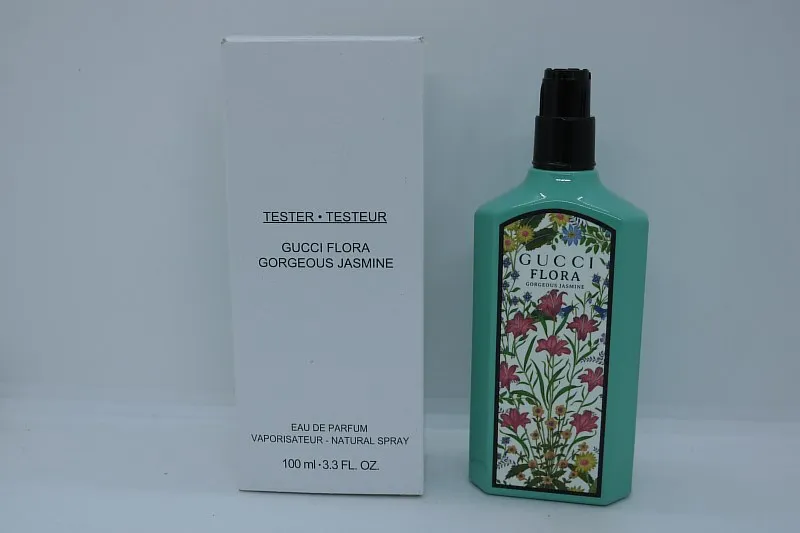 TESTER • TESTEUR
GUCCI FLORA
GORGEOUS JASMINE
EAU DE PARFUM
VAPORISATEUR - NATURAL SPRAY
100 ml · 3.3 FL. OZ.
GUCCI
FLORA
GORGEOUS JASMINE